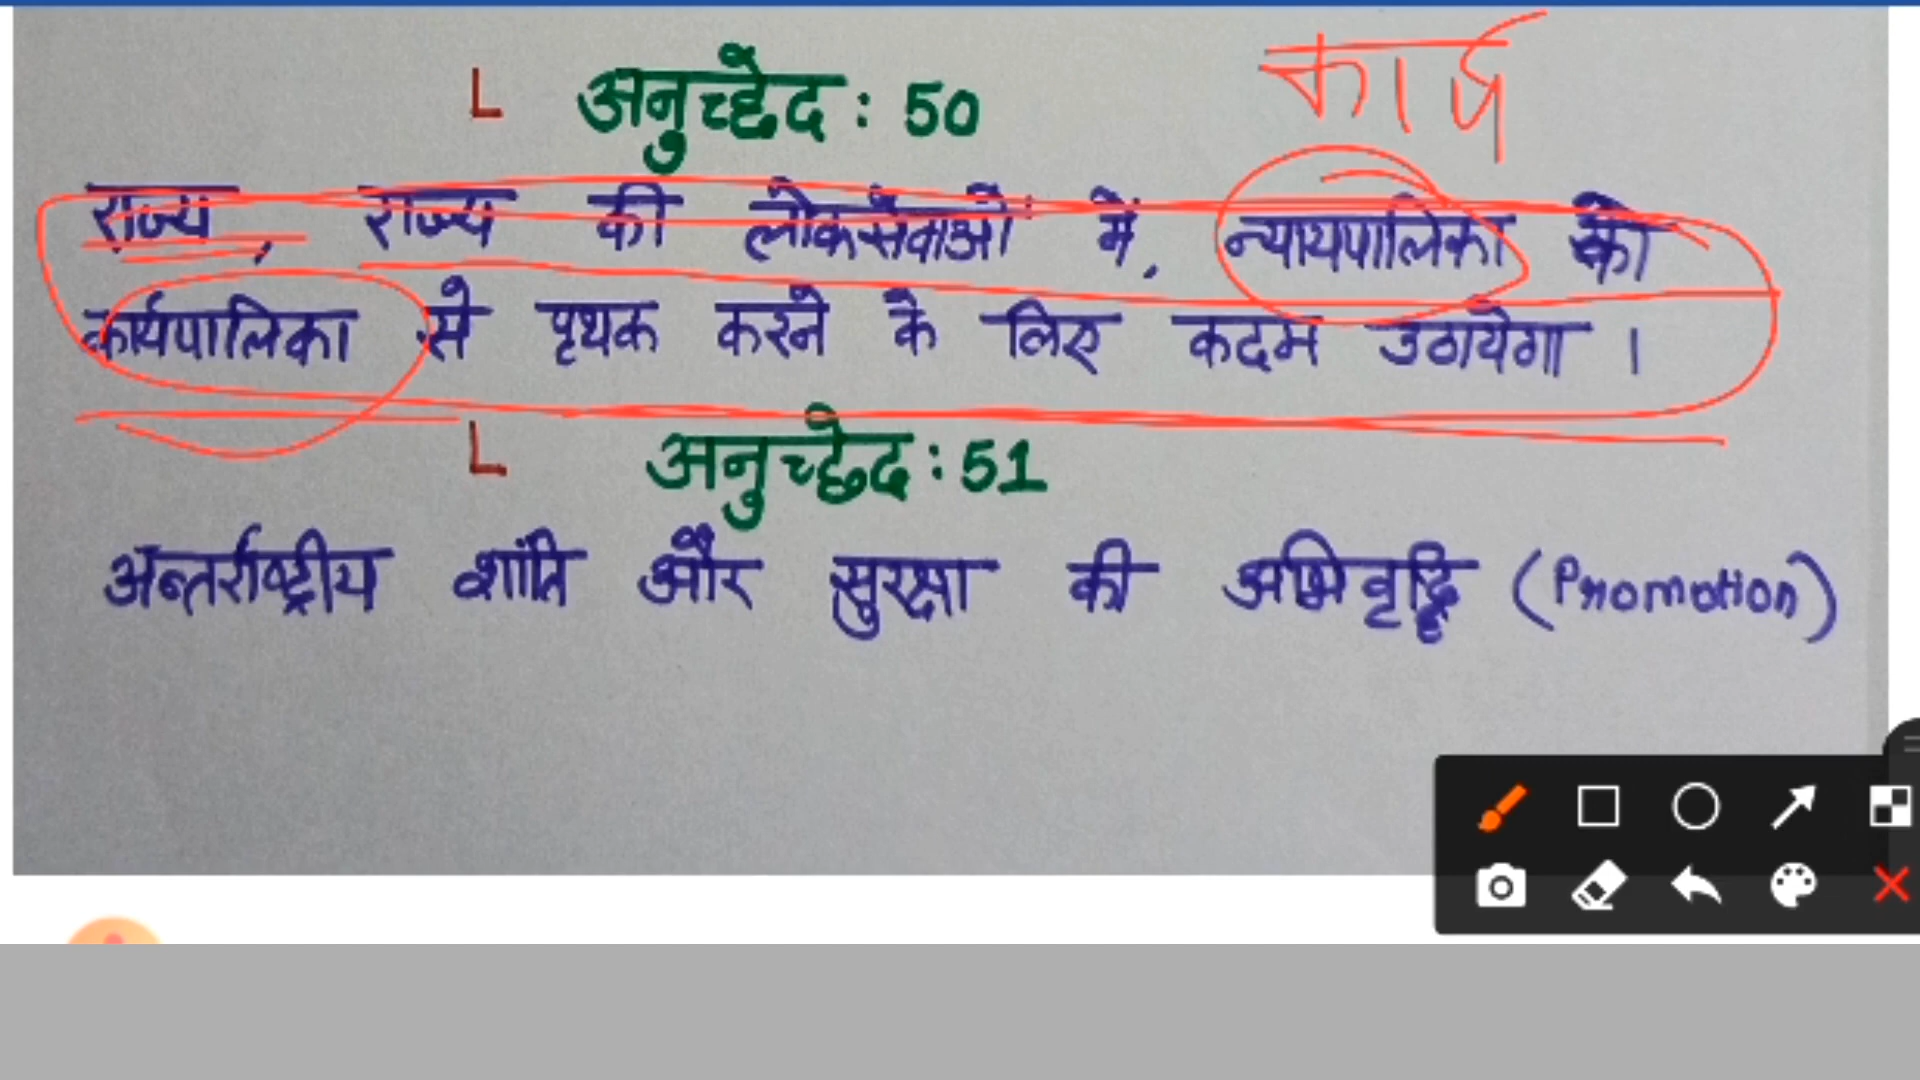 कार्य
L अनुच्छेद : 50
राज्य, राज्य की लोकसेवाओं में, न्यायपालिका को
कार्यपालिका से पृथक करने के लिए कदम उठायेगा ।
L अनुच्छेद : 51
अन्तर्राष्ट्रीय शांति और सुरक्षा की अभिवृद्धि (Promotion)